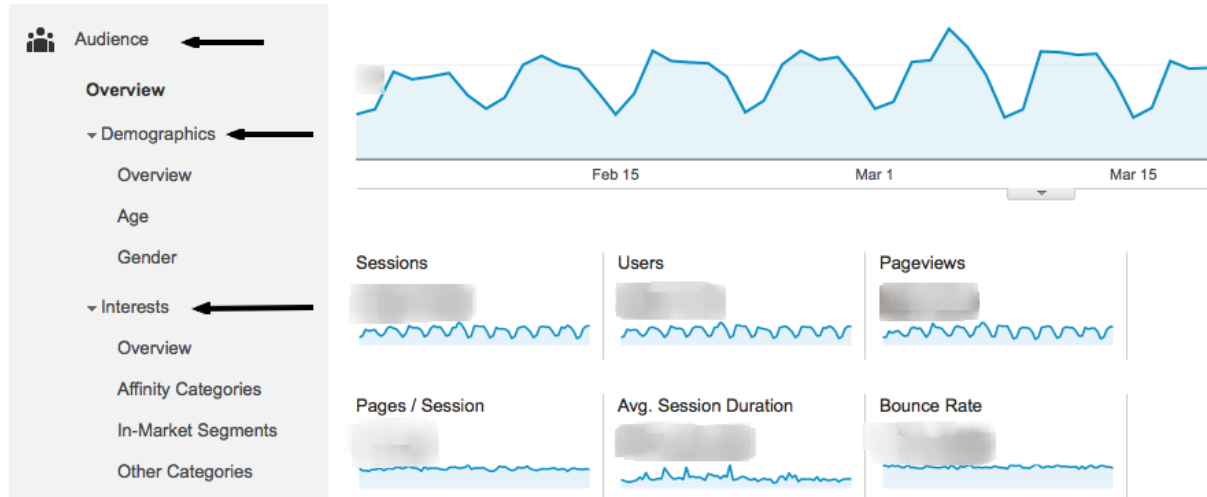 Audience
Overview
Demographics
Overview
Age
Gender
Interests
Overview
Affinity Categories
In-Market Segments
Other Categories
Feb 15 Mar 1 Mar 15
Sessions Users Pageviews
Pages / Session Avg. Session Duration Bounce Rate